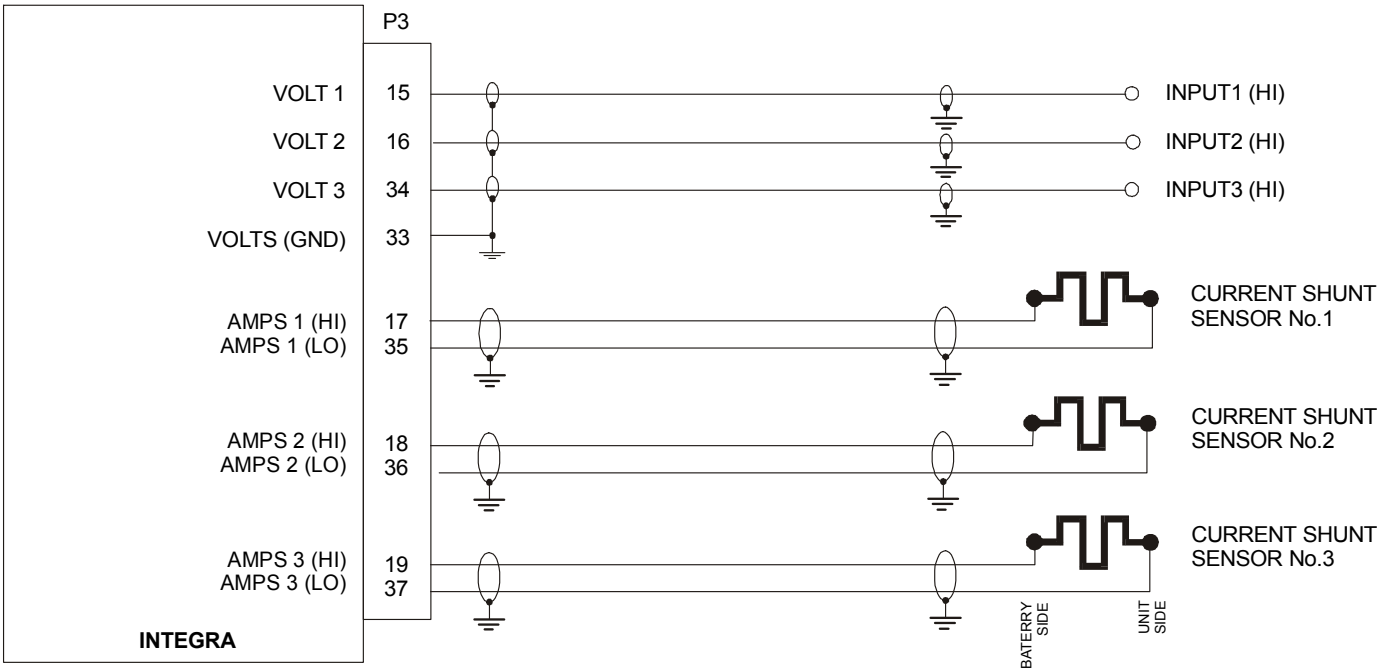 P3
VOLT 1 15 INPUT1 (HI)
VOLT 2 16 INPUT2 (HI)
VOLT 3 34 INPUT3 (HI)
VOLTS (GND) 33
CURRENT SHUNT
SENSOR No.1
AMPS 1 (HI) 17
AMPS 1 (LO) 35
CURRENT SHUNT
SENSOR No.2
AMPS 2 (HI) 18
AMPS 2 (LO) 36
CURRENT SHUNT
SENSOR No.3
AMPS 3 (HI) 19
AMPS 3 (LO) 37
BATERRY
SIDE
UNIT
SIDE
INTEGRA